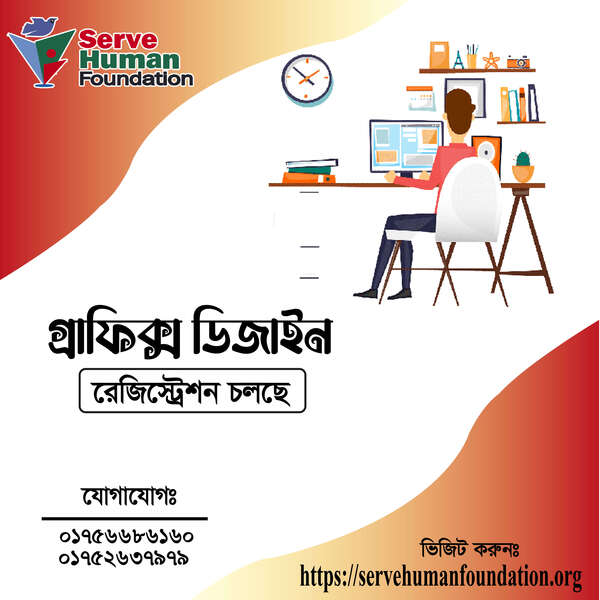 Serve
Human
Foundation
গ্রাফিক্স ডিজাইন
রেজিস্ট্রেশন চলছে
যোগাযোগঃ
০১৭৫৬৬৮৬১৬০
০১৭৫২৬৩৭৯৭৯
ভিজিট করুনঃ
https://servehumanfoundation.org